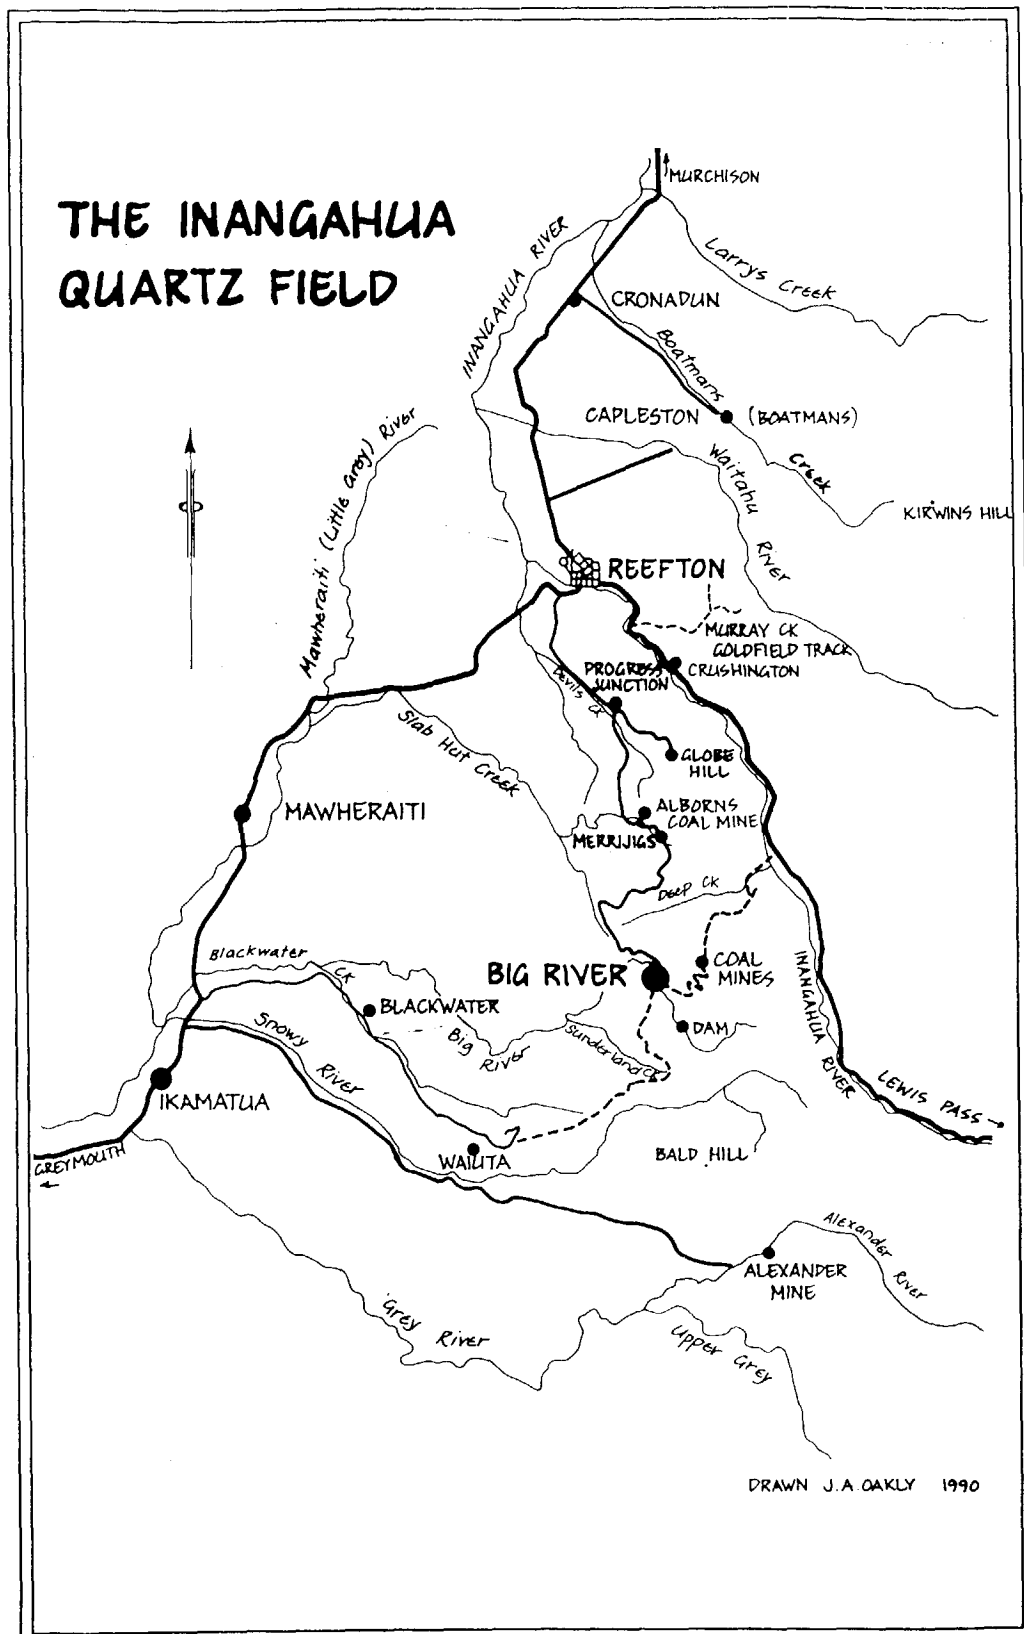 THE INANGAHUA
QUARTZ FIELD
MURCHISON
INANGAHUA RIVER
Larrys Creek
CRONADUN
Boatmans
CAPLESTON (BOATMANS)
Creek
Waitahu
River
KIRWINS HILL
Mawheraiti (Little Grey) River
REEFTON
MURRAY CK
GOLDFIELD TRACK
CRUSHINGTON
PROGRESS
JUNCTION
DEVILS CK
Slab Hut Creek
GLOBE
HILL
MAWHERAITI
ALBORNS
COAL MINE
MERRIJIGS
DEEP CK
Blackwater
CK
BIG RIVER
COAL
MINES
INANGAHUA
RIVER
BLACKWATER
Snowy
River
Big
River
Sunderland CK
DAM
IKAMATUA
LEWIS PASS
WAIUTA
BALD HILL
GREYMOUTH
Alexander
River
ALEXANDER
MINE
Grey River
Upper Grey
DRAWN J.A.OAKLY 1990